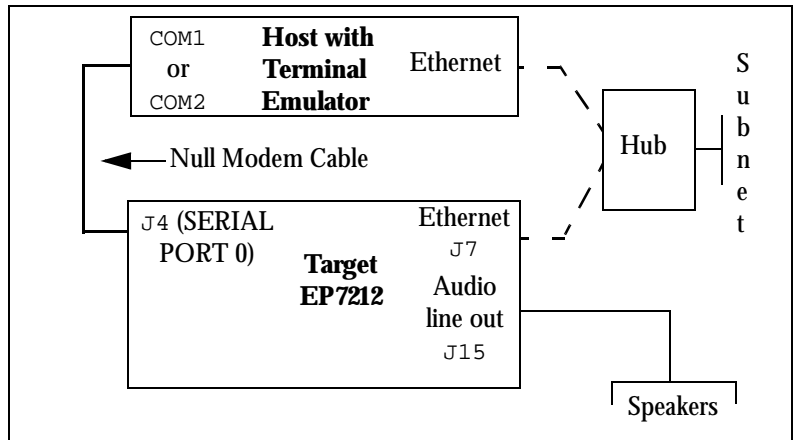 COM1
or
COM2
Host with
Terminal
Emulator
Ethernet
Hub
Subnet
Null Modem Cable
J4 (SERIAL
PORT 0)
Target
EP7212
Ethernet
J7
Audio
line out
J15
Speakers